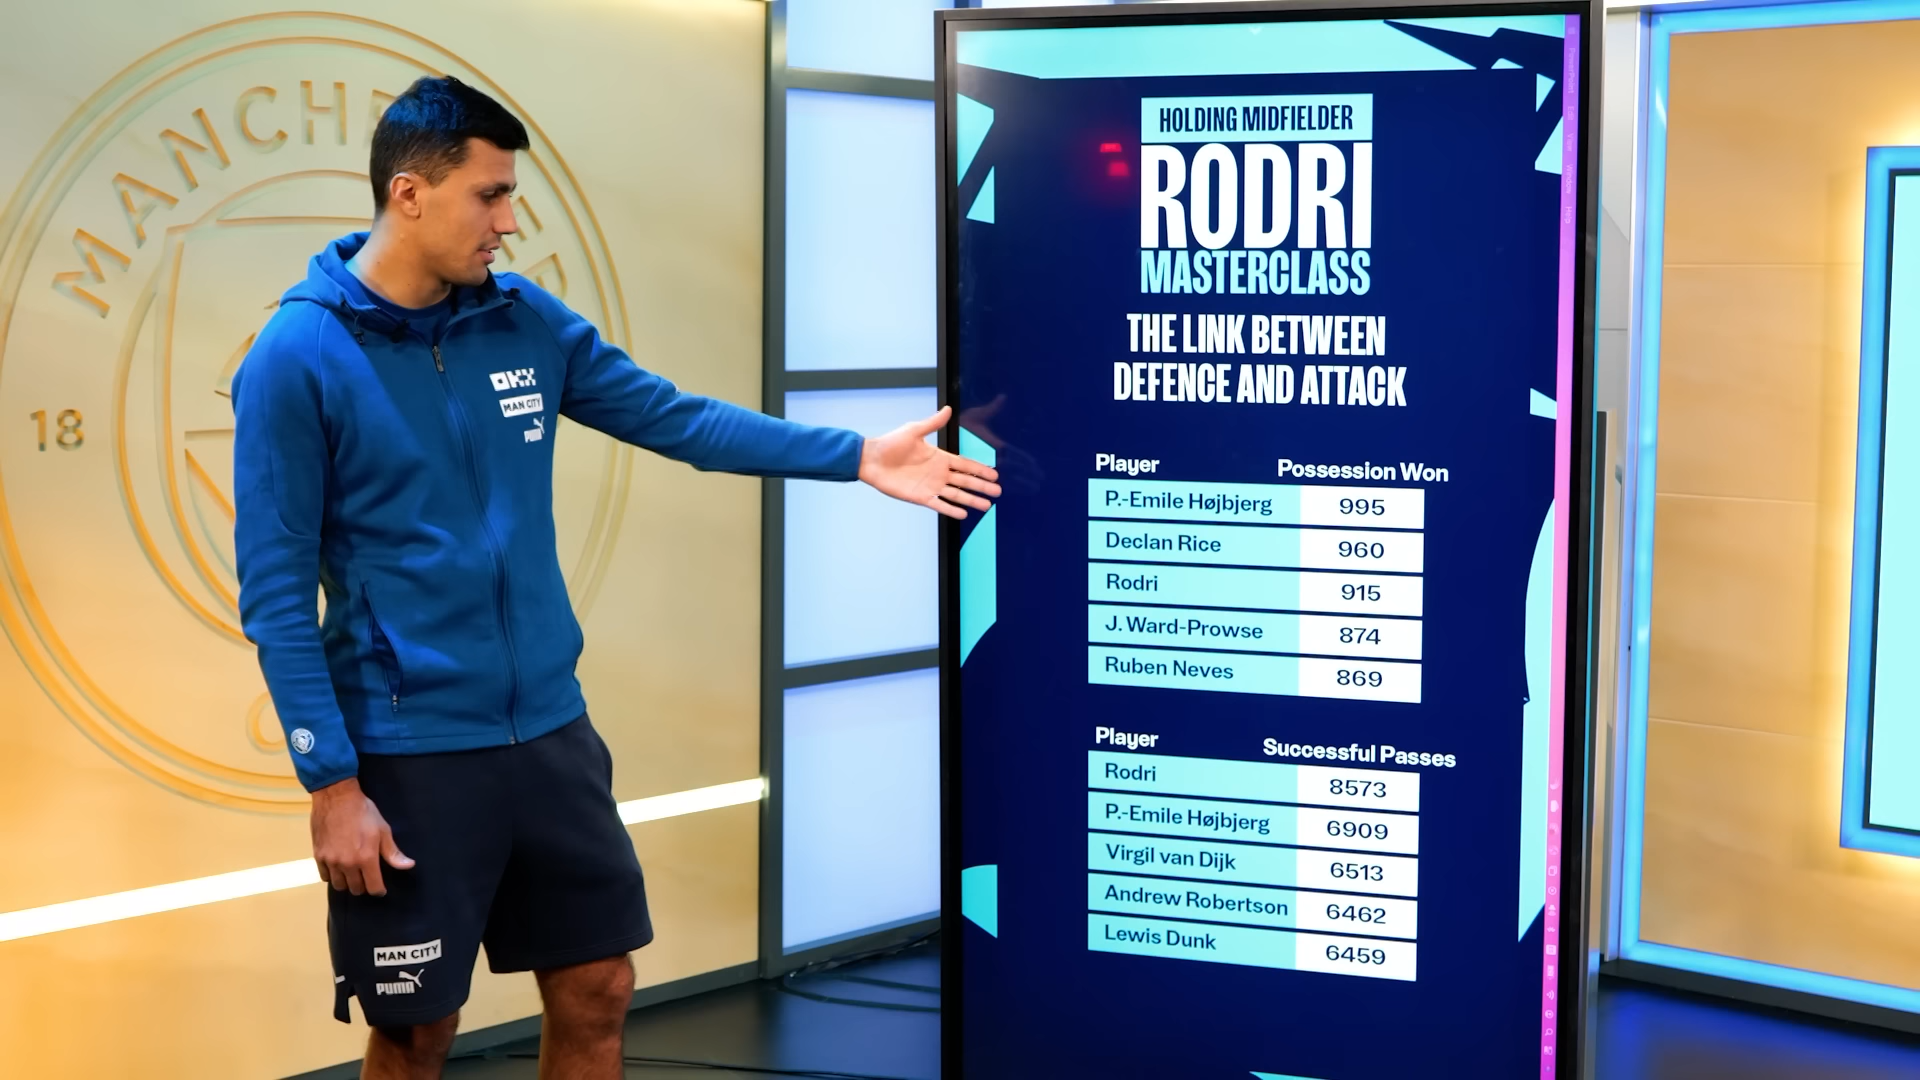 MANCHE
ER
18
OKX
MAN CITY
PUMA
MAN CITY
PUMA
HOLDING MIDFIELDER
RODRI
MASTERCLASS
THE LINK BETWEEN
DEFENCE AND ATTACK
Player Possession Won
P.-Emile Højbjerg 995
Declan Rice 960
Rodri 915
J. Ward-Prowse 874
Ruben Neves 869
Player Successful Passes
Rodri 8573
P.-Emile Højbjerg 6909
Virgil van Dijk 6513
Andrew Robertson 6462
Lewis Dunk 6459